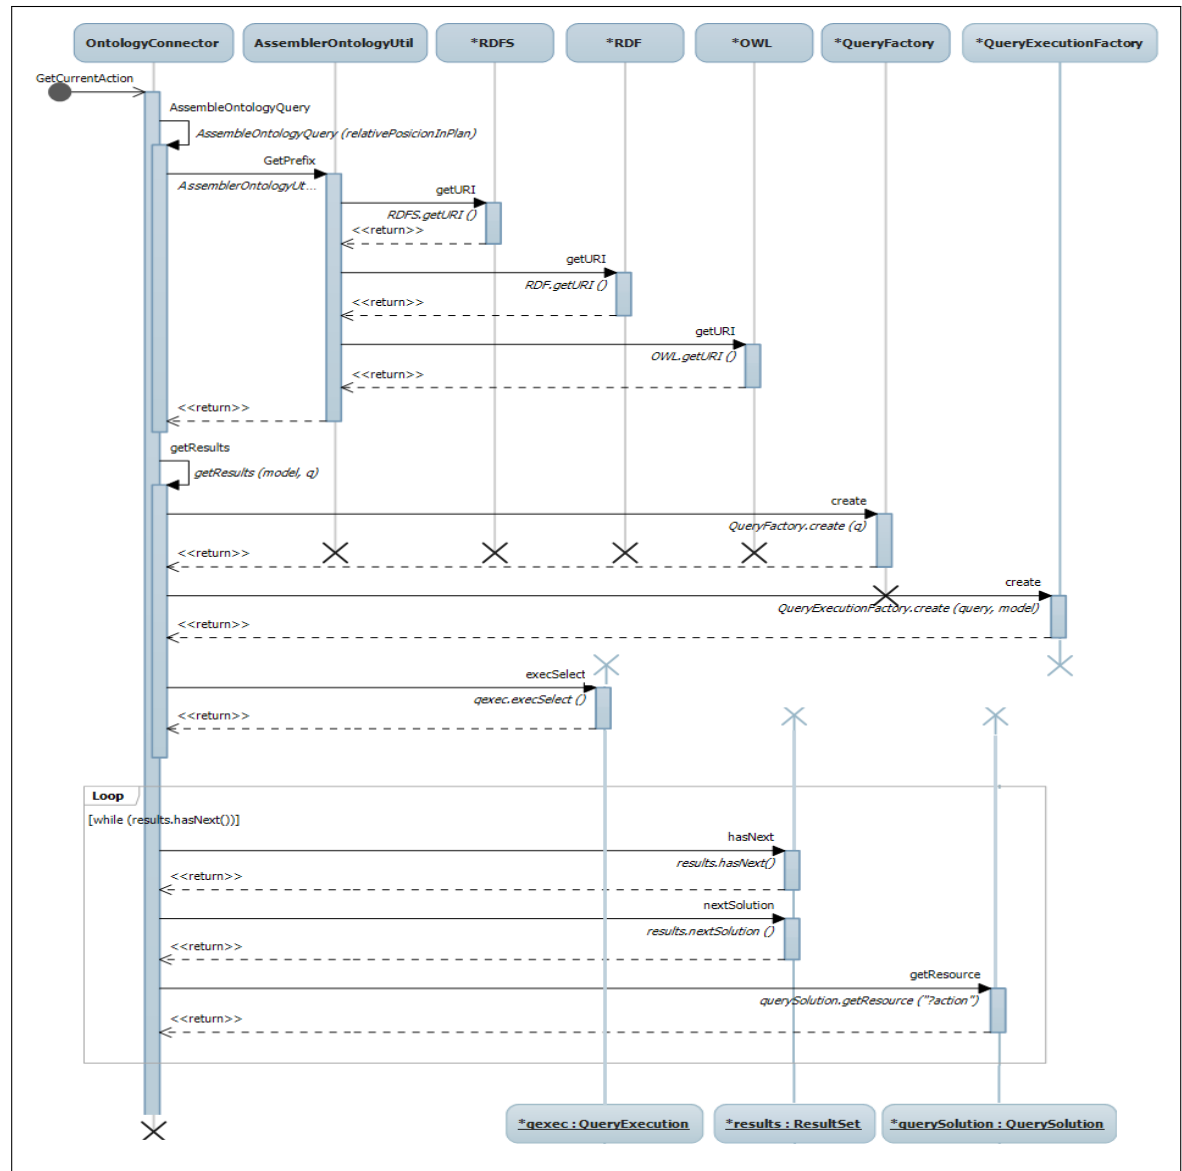 OntologyConnector AssemblerOntologyUtil *RDFS *RDF *OWL *QueryFactory *QueryExecutionFactory
GetCurrentAction
AssembleOntologyQuery
AssembleOntologyQuery (relativePosicionInPlan)
GetPrefix
AssemblerOntologyUt...
getURI
RDFS.getURI ()
<<return>>
getURI
RDF.getURI ()
<<return>>
getURI
OWL.getURI ()
<<return>>
<<return>>
getResults
getResults (model, q)
create
QueryFactory.create (q)
<<return>>
create
QueryExecutionFactory.create (query, model)
<<return>>
execSelect
qexec.execSelect ()
<<return>>
Loop
[while (results.hasNext())]
hasNext
results.hasNext()
<<return>>
nextSolution
results.nextSolution ()
<<return>>
getResource
querySolution.getResource ("?action")
<<return>>
*qexec : QueryExecution *results : ResultSet *querySolution : QuerySolution